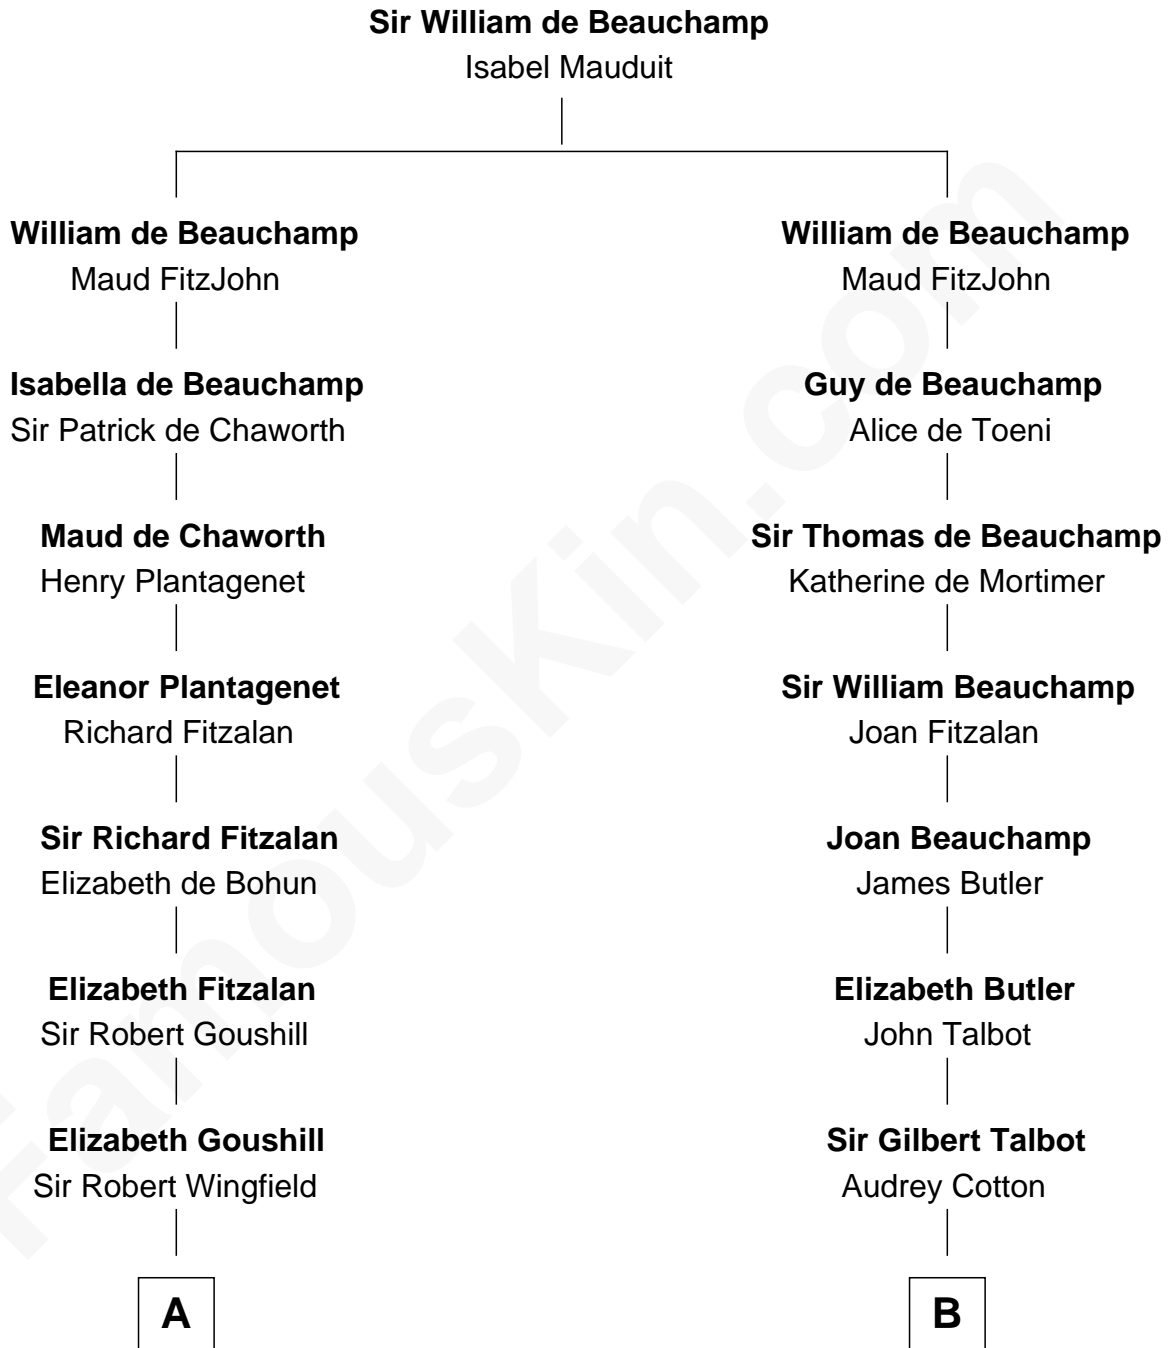 Sir William de Beauchamp
Isabel Mauduit
William de Beauchamp
Maud FitzJohn
William de Beauchamp
Maud FitzJohn
Isabella de Beauchamp
Sir Patrick de Chaworth
Guy de Beauchamp
Alice de Toeni
Maud de Chaworth
Henry Plantagenet
Sir Thomas de Beauchamp
Katherine de Mortimer
Eleanor Plantagenet
Richard Fitzalan
Sir William Beauchamp
Joan Fitzalan
Sir Richard Fitzalan
Elizabeth de Bohun
Joan Beauchamp
James Butler
Elizabeth Fitzalan
Sir Robert Goushill
Elizabeth Butler
John Talbot
Elizabeth Goushill
Sir Robert Wingfield
Sir Gilbert Talbot
Audrey Cotton
A
B
FamousKin.com